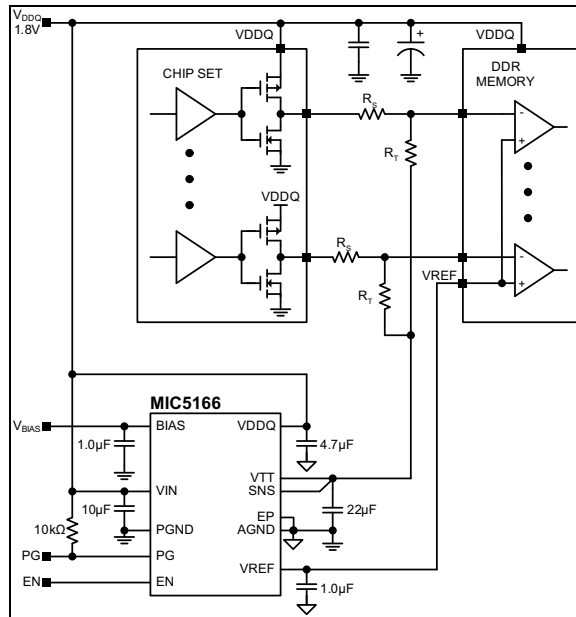 VDDQ
1.8V
VDDQ
+
VDDQ
CHIP SET
DDR
MEMORY
RS
-
RT
+
VDDQ
RS
-
VREF
RT
+
MIC5166
VBIAS
BIAS
VDDQ
1.0µF
4.7µF
VTT
SNS
VIN
10µF
22µF
10kΩ
EP
PGND
AGND
PG
PG
EN
EN
VREF
1.0µF